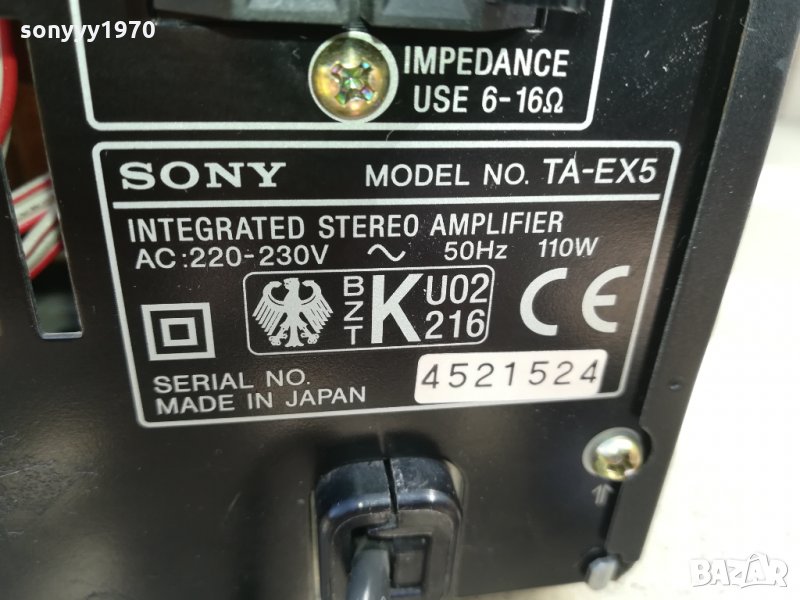 sonyyy1970
IMPEDANCE
USE 6-16Ω
SONY MODEL NO. TA-EX5
INTEGRATED STEREO AMPLIFIER
AC:220-230V ~ 50Hz 110W
BZT K U02 216 CE
SERIAL NO. 4521524
MADE IN JAPAN
BAZAR